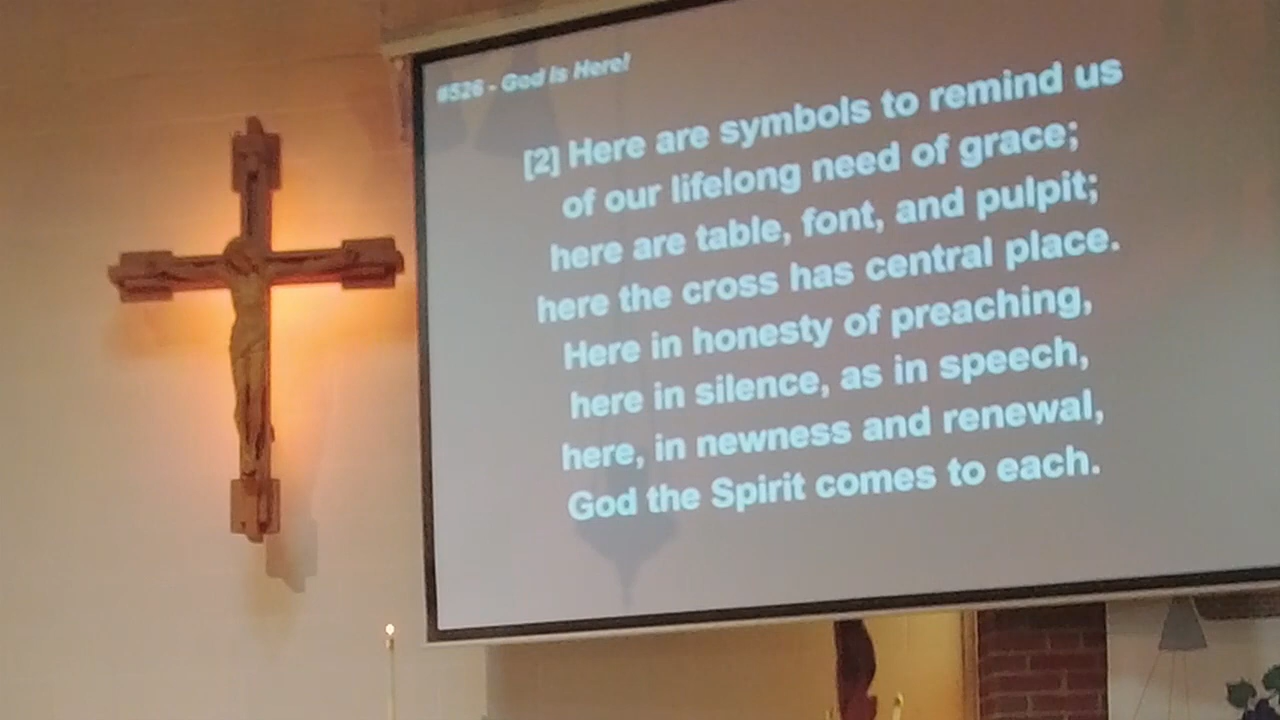 #526 - God Is Here!
[2] Here are symbols to remind us
of our lifelong need of grace;
here are table, font, and pulpit;
here the cross has central place.
Here in honesty of preaching,
here in silence, as in speech,
here, in newness and renewal,
God the Spirit comes to each.